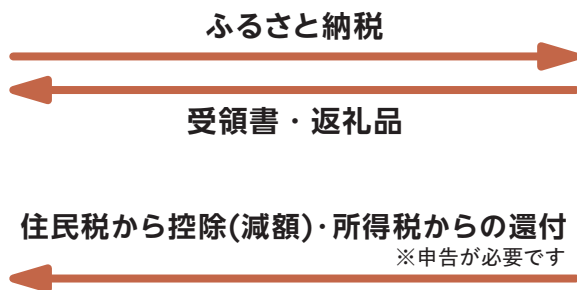 ふるさと納税
受領書・返礼品
住民税から控除(減額)・所得税からの還付
※申告が必要です